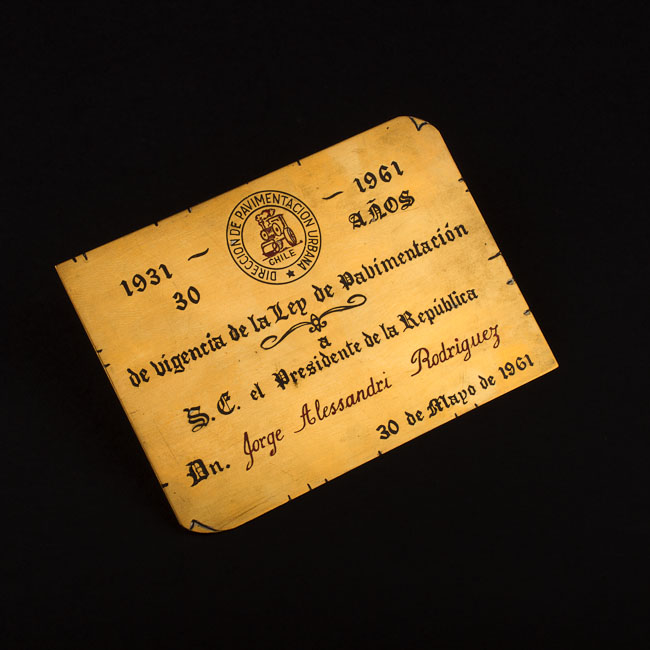 1931 — — 1961
DIRECCION DE PAVIMENTACION URBANA
CHILE
30 AÑOS
de vigencia de la Ley de Pavimentación
a
S. E. el Presidente de la República
Dn. Jorge Alessandri Rodriguez
30 de Mayo de 1961